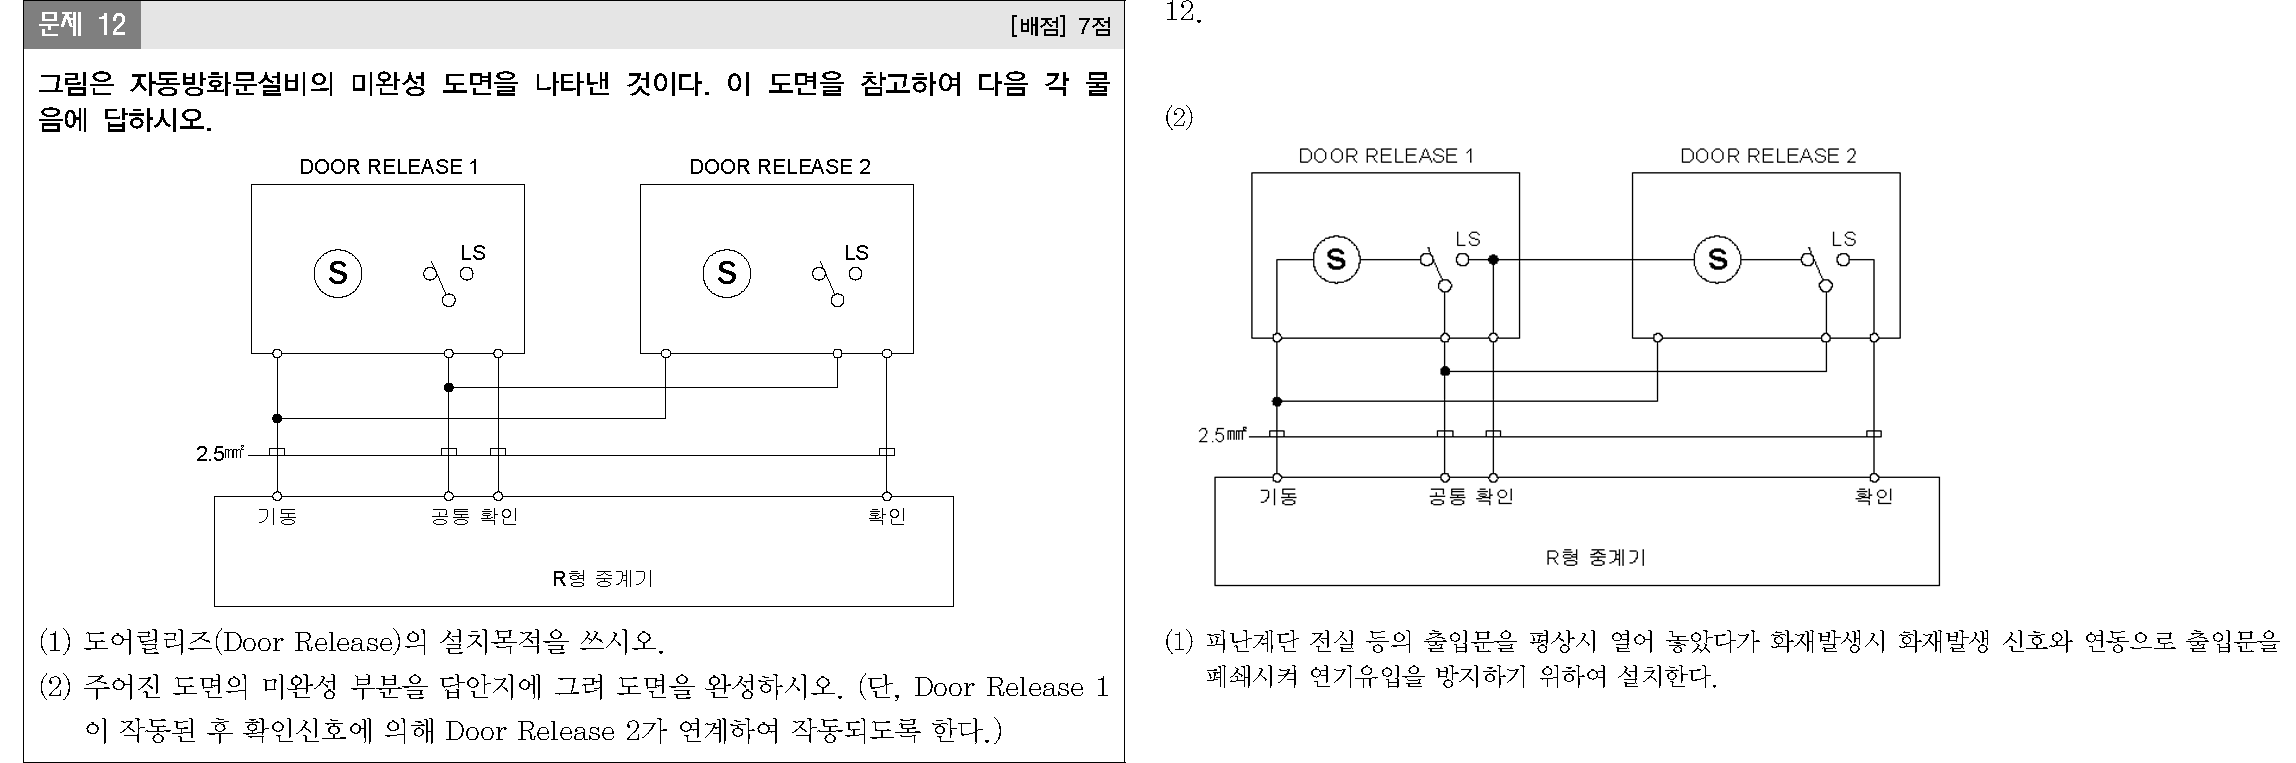 문제 12
[배점] 7점
그림은 자동방화문설비의 미완성 도면을 나타낸 것이다. 이 도면을 참고하여 다음 각 물
음에 답하시오.
DOOR RELEASE 1
DOOR RELEASE 2
S
LS
S
LS
2.5㎟
기동
공통
확인
확인
R형 중계기
(1) 도어릴리즈(Door Release)의 설치목적을 쓰시오.
(2) 주어진 도면의 미완성 부분을 답안지에 그려 도면을 완성하시오. (단, Door Release 1
이 작동된 후 확인신호에 의해 Door Release 2가 연계하여 작동되도록 한다.)
12.
(2)
DOOR RELEASE 1
DOOR RELEASE 2
S
LS
S
LS
2.5㎟
기동
공통
확인
확인
R형 중계기
(1) 피난계단 전실 등의 출입문을 평상시 열어 놓았다가 화재발생시 화재발생 신호와 연동으로 출입문을
폐쇄시켜 연기유입을 방지하기 위하여 설치한다.